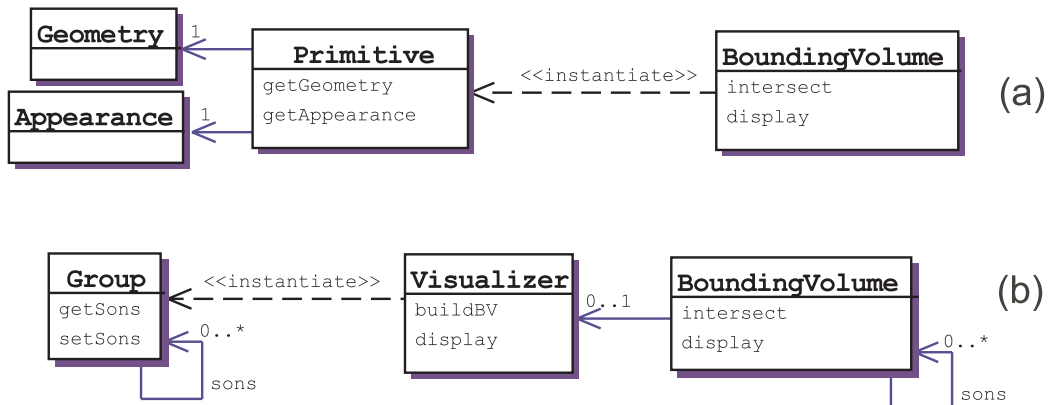 Geometry
1
Primitive
getGeometry
getAppearance
<<instantiate>>
BoundingVolume
intersect
display
(a)
Appearance
1
Group
getSons
setSons
0..*
sons
<<instantiate>>
Visualizer
buildBV
display
0..1
BoundingVolume
intersect
display
0..*
sons
(b)